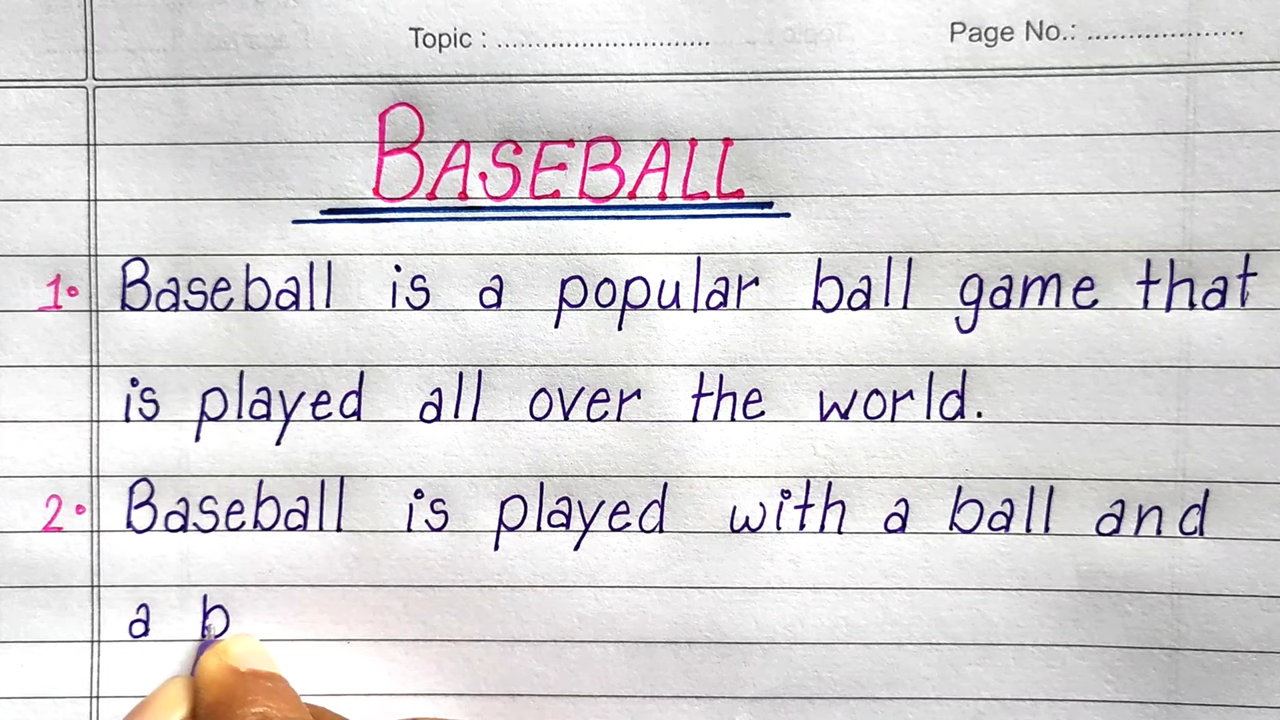 Topic : ............................ Page No.: ....................
BASEBALL
1. Baseball is a popular ball game that
is played all over the world.
2. Baseball is played with a ball and
a b